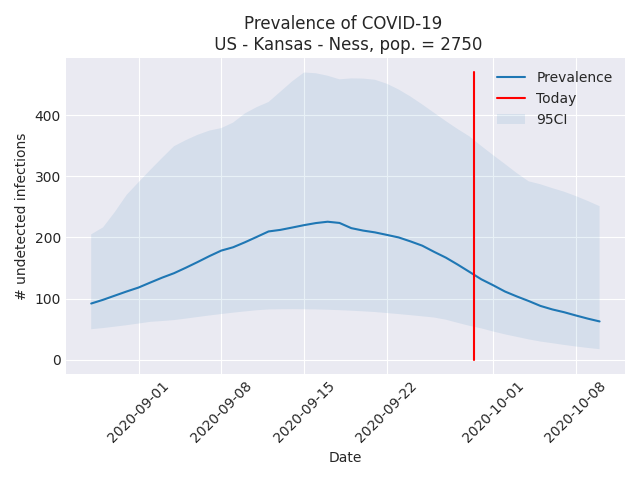 Prevalence of COVID-19
US - Kansas - Ness, pop. = 2750
Prevalence
Today
95CI
# undetected infections
400
300
200
100
0
2020-09-01
2020-09-08
2020-09-15
2020-09-22
2020-10-01
2020-10-08
Date